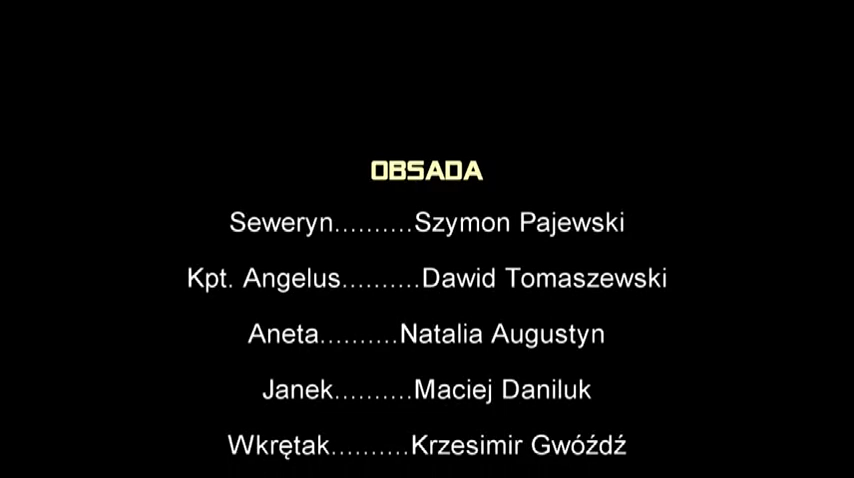 OBSADA
Seweryn..........Szymon Pajewski
Kpt. Angelus..........Dawid Tomaszewski
Aneta..........Natalia Augustyn
Janek..........Maciej Daniluk
Wkrętak..........Krzesimir Gwóźdź